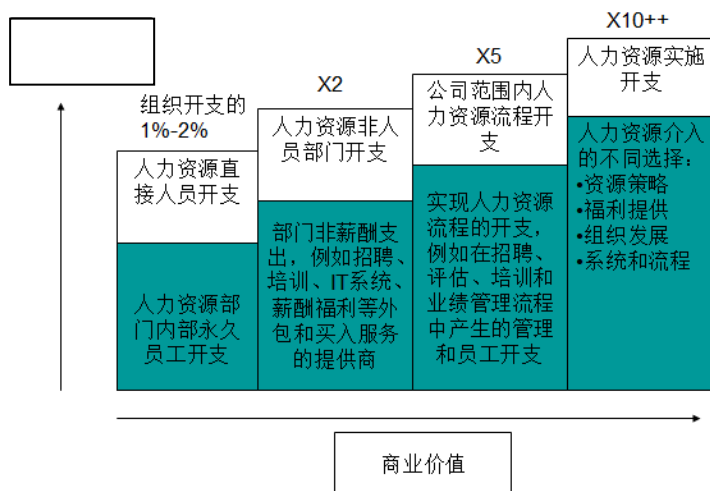 组织开支的
1%-2%
人力资源直
接人员开支
人力资源部
门内部永久
员工开支
X2
人力资源非人
员部门开支
部门非薪酬支
出，例如招聘、
培训、IT系统、
薪酬福利等外
包和买入服务
的提供商
X5
公司范围内人
力资源流程开
支
实现人力资源
流程的开支，
例如在招聘、
评估、培训和
业绩管理流程
中产生的管理
和员工开支
X10++
人力资源实施
开支
人力资源介入
的不同选择：
•资源策略
•福利提供
•组织发展
•系统和流程
商业价值